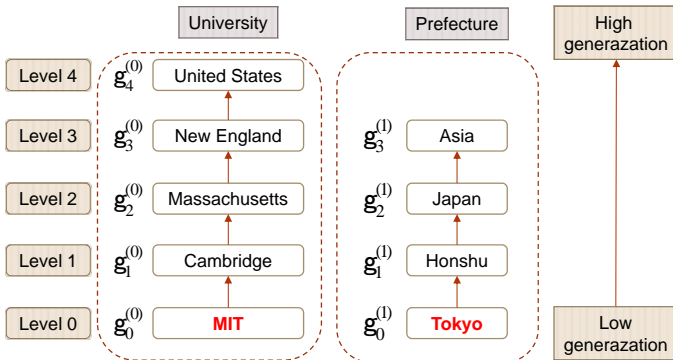 University
Prefecture
High
generazation
Level 4
g₄⁽⁰⁾
United States
Level 3
g₃⁽⁰⁾
New England
g₃⁽¹⁾
Asia
Level 2
g₂⁽⁰⁾
Massachusetts
g₂⁽¹⁾
Japan
Level 1
g₁⁽⁰⁾
Cambridge
g₁⁽¹⁾
Honshu
Level 0
g₀⁽⁰⁾
MIT
g₀⁽¹⁾
Tokyo
Low
generazation